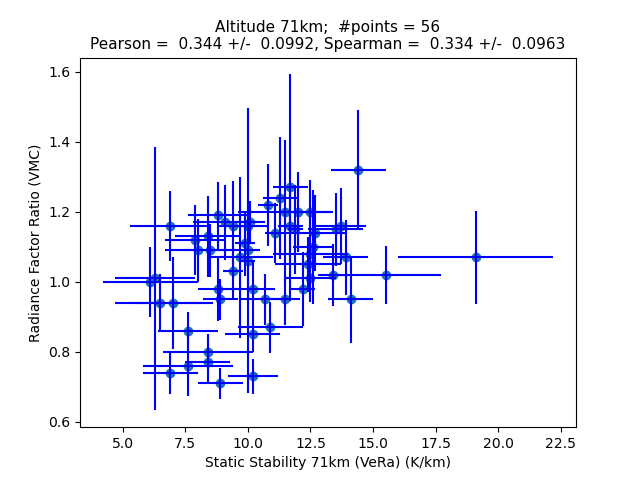 Altitude 71km;  #points = 56
Pearson =  0.344 +/-  0.0992, Spearman =  0.334 +/-  0.0963
1.6
1.4
1.2
1.0
0.8
0.6
Radiance Factor Ratio (VMC)
5.0 7.5 10.0 12.5 15.0 17.5 20.0 22.5
Static Stability 71km (VeRa) (K/km)